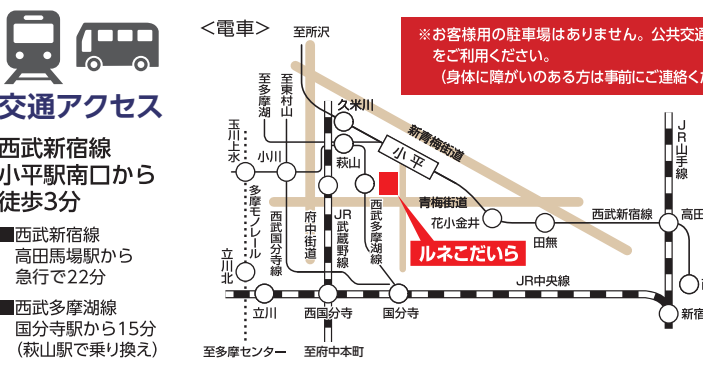 交通アクセス
西武新宿線
小平駅南口から
徒歩3分
■西武新宿線
高田馬場駅から
急行で22分
■西武多摩湖線
国分寺駅から15分
（萩山駅で乗り換え）
＜電車＞
※お客様用の駐車場はありません。公共交通
をご利用ください。
（身体に障がいのある方は事前にご連絡くだ
至所沢
至多摩湖
至東村山
久米川
新青梅街道
玉川上水
小川
萩山
小平
JR山手線
青梅街道
花小金井
田無
西武新宿線
高田
多摩モノレール
西武国分寺線
府中街道
JR武蔵野線
西武多摩湖線
ルネこだいら
立川北
JR中央線
立川
西国分寺
国分寺
新宿
至多摩センター
至府中本町